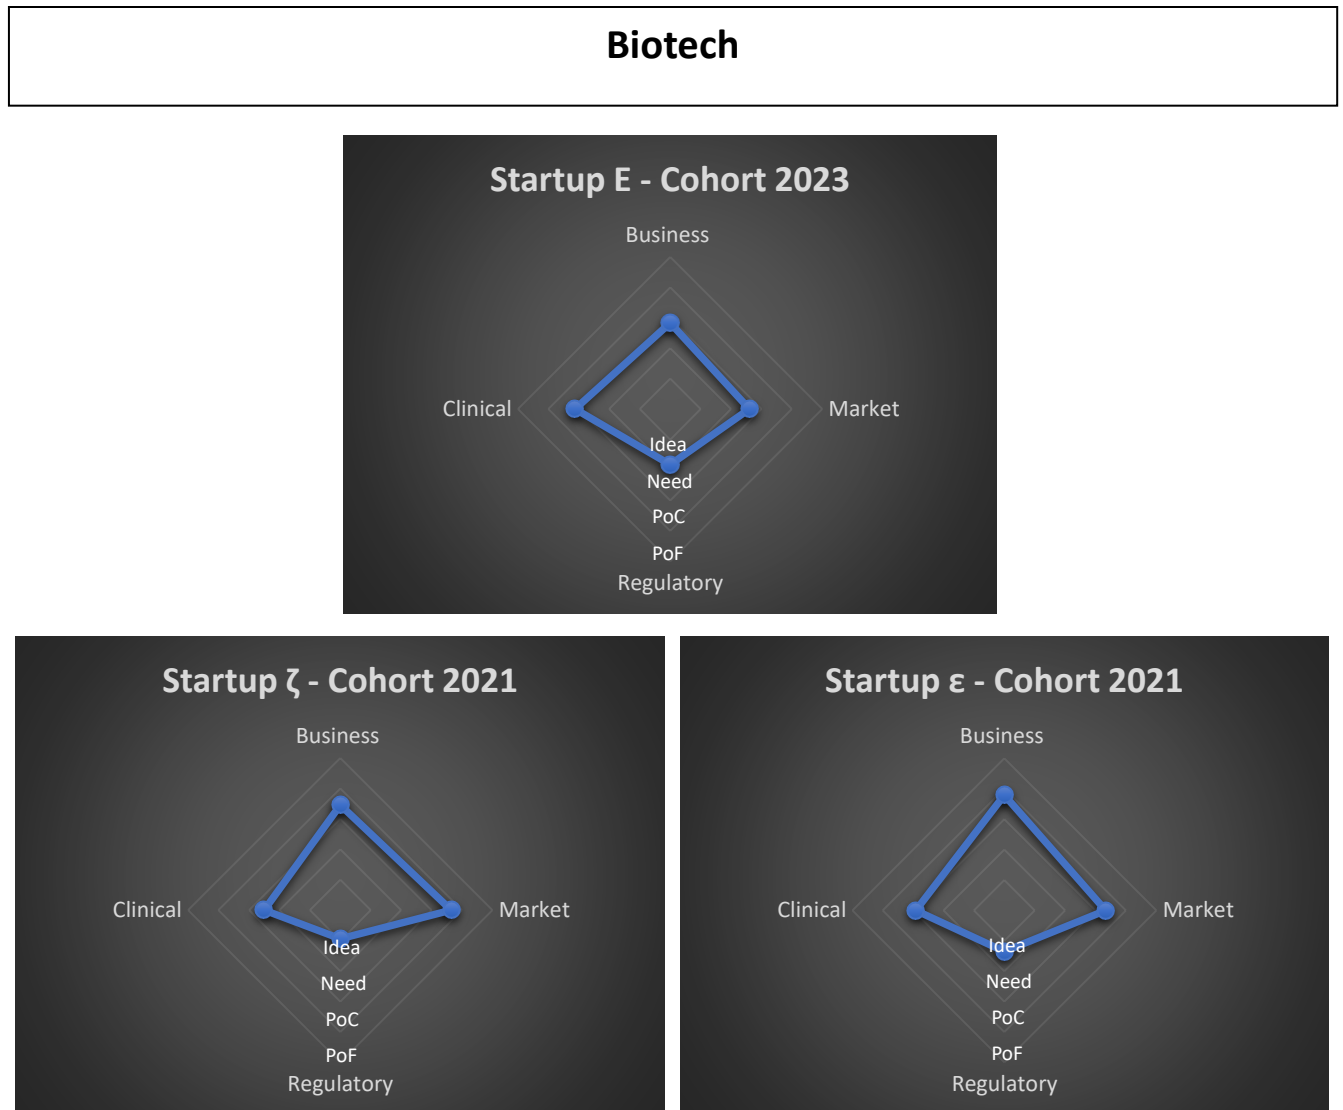 Biotech
Startup E - Cohort 2023
Business
Clinical
Market
Idea
Need
PoC
PoF
Regulatory
Startup ζ - Cohort 2021
Business
Clinical
Market
Idea
Need
PoC
PoF
Regulatory
Startup ε - Cohort 2021
Business
Clinical
Market
Idea
Need
PoC
PoF
Regulatory